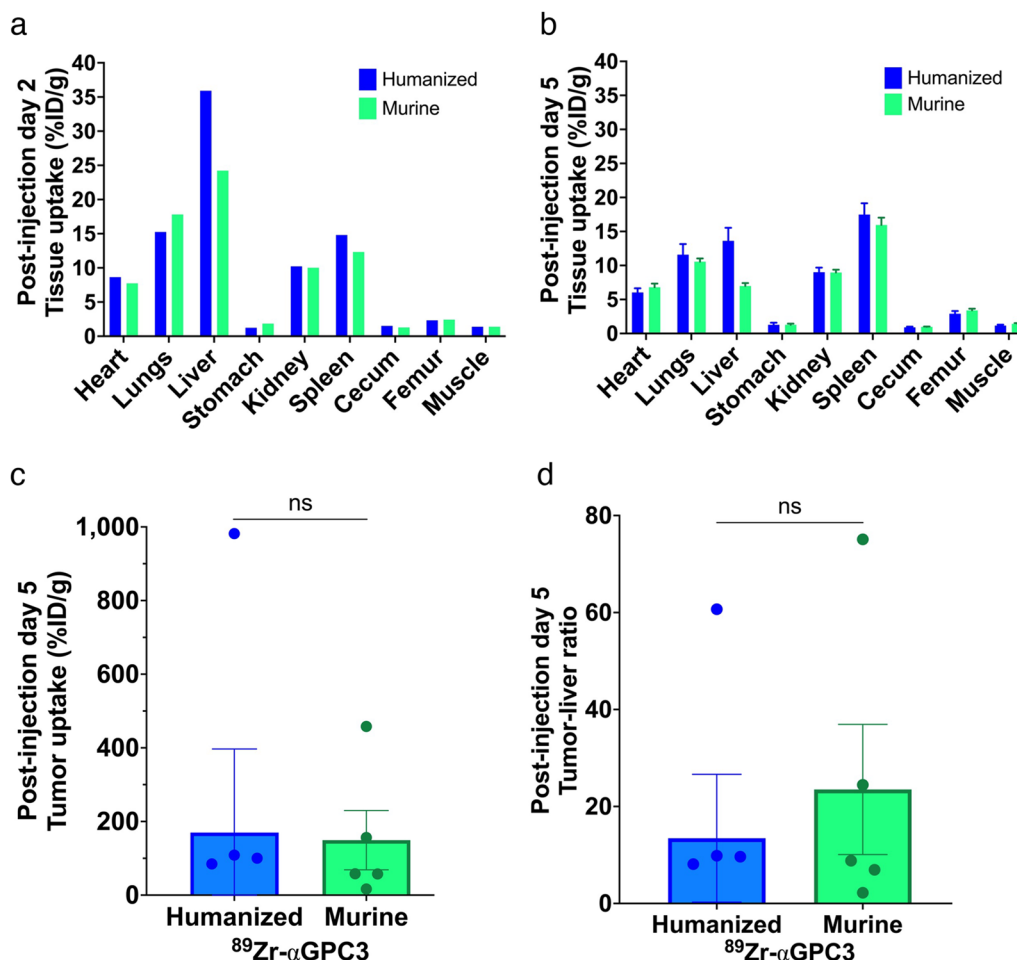 a
Post-injection day 2
Tissue uptake (%ID/g)
40
35
30
25
20
15
10
5
0
Humanized
Murine
Heart
Lungs
Liver
Stomach
Kidney
Spleen
Cecum
Femur
Muscle
b
Post-injection day 5
Tissue uptake (%ID/g)
40
35
30
25
20
15
10
5
0
Humanized
Murine
Heart
Lungs
Liver
Stomach
Kidney
Spleen
Cecum
Femur
Muscle
c
Post-injection day 5
Tumor uptake (%ID/g)
1,000
800
600
400
200
0
ns
Humanized Murine
⁸⁹Zr-αGPC3
d
Post-injection day 5
Tumor-liver ratio
80
60
40
20
0
ns
Humanized Murine
⁸⁹Zr-αGPC3